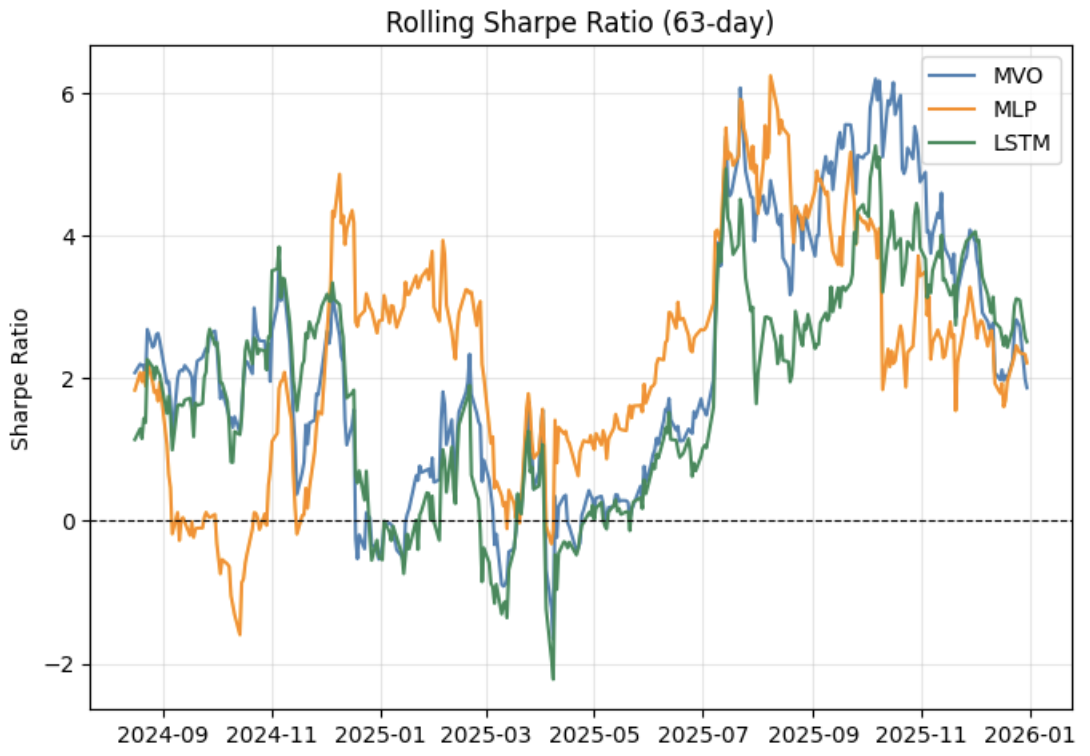 Rolling Sharpe Ratio (63-day)
MVO
MLP
LSTM
Sharpe Ratio
6
4
2
0
−2
2024-09 2024-11 2025-01 2025-03 2025-05 2025-07 2025-09 2025-11 2026-01